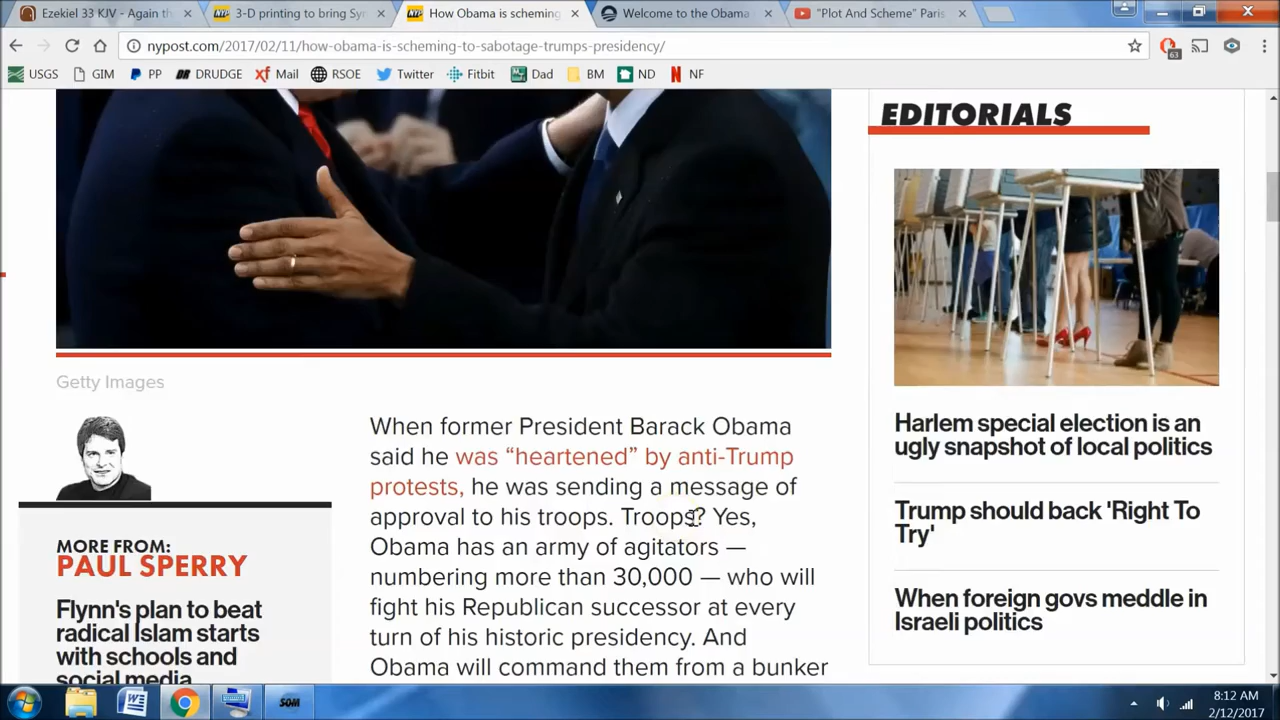 Ezekiel 33 KJV - Again th
3-D printing to bring Syr
How Obama is scheming
Welcome to the Obama
"Plot And Scheme" Paris
nypost.com/2017/02/11/how-obama-is-scheming-to-sabotage-trumps-presidency/
63
USGS GIM PP DRUDGE Mail RSOE Twitter Fitbit Dad BM ND NF
EDITORIALS
Getty Images
When former President Barack Obama
said he was “heartened” by anti-Trump
protests, he was sending a message of
approval to his troops. Troops? Yes,
Obama has an army of agitators —
numbering more than 30,000 — who will
fight his Republican successor at every
turn of his historic presidency. And
Obama will command them from a bunker
MORE FROM:
PAUL SPERRY
Flynn's plan to beat
radical Islam starts
with schools and
social media
Harlem special election is an
ugly snapshot of local politics
Trump should back 'Right To
Try'
When foreign govs meddle in
Israeli politics
SOM
8:12 AM
2/12/2017